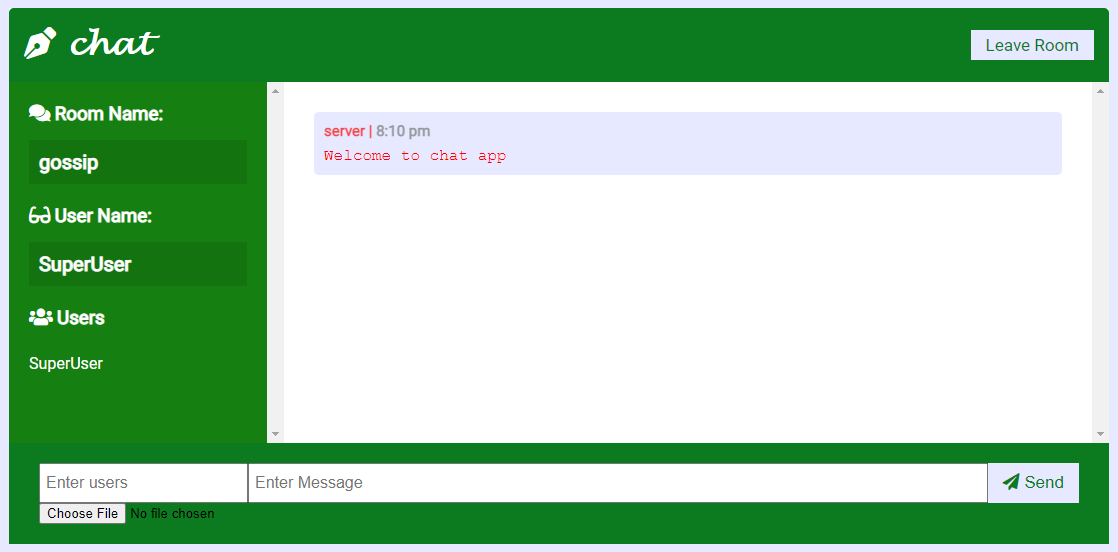 chat
Leave Room
Room Name:
gossip
User Name:
SuperUser
Users
SuperUser
server | 8:10 pm
Welcome to chat app
Enter users
Enter Message
Send
Choose File No file chosen